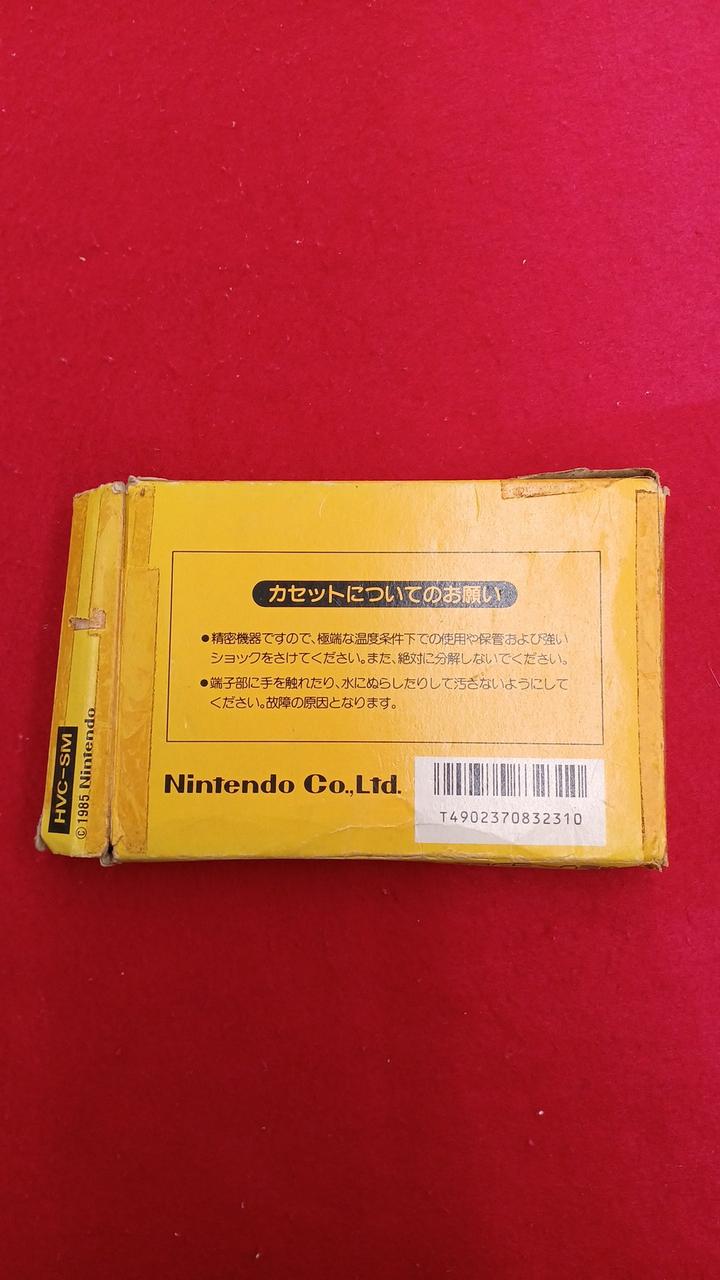 カセットについてのお願い
●精密機器ですので、極端な温度条件下での使用や保管および強い
ショックをさけてください。また、絶対に分解しないでください。
●端子部に手を触れたり、水にぬらしたりして汚さないようにして
ください。故障の原因となります。
Nintendo Co.,Ltd.
T4902370832310
HVC-SM
©1985 Nintendo